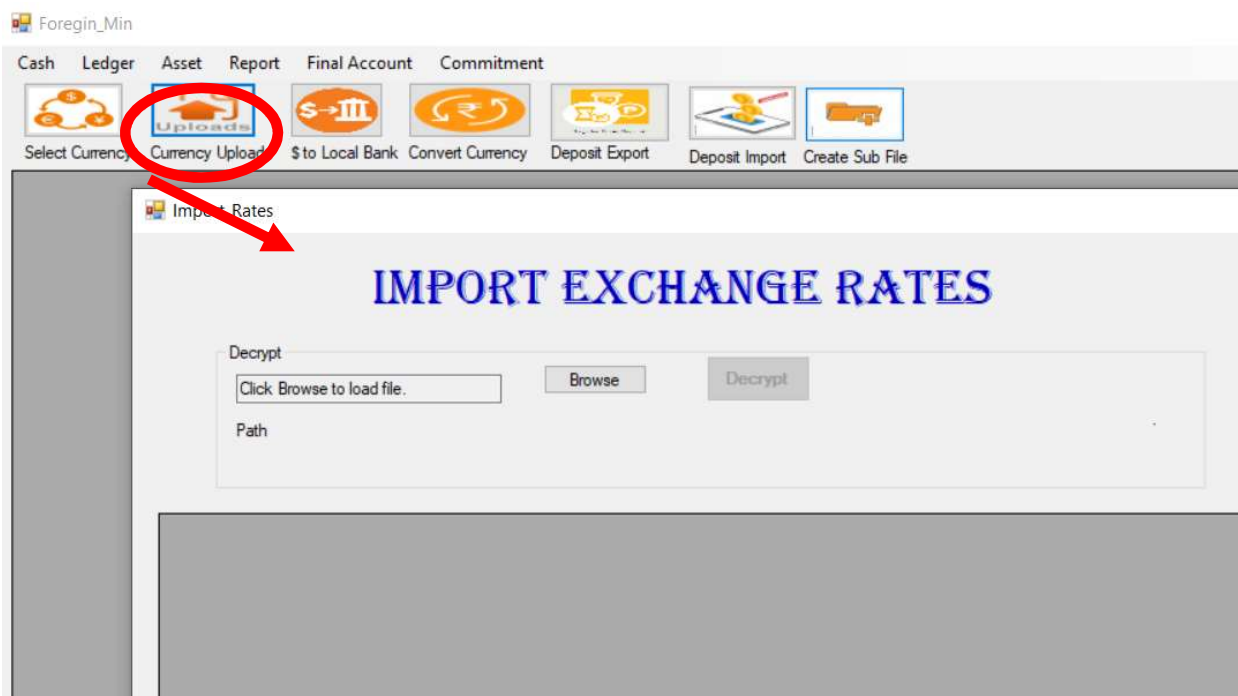 Foregin_Min
Cash Ledger Asset Report Final Account Commitment
Uploads
Select Currency Currency Upload $ to Local Bank Convert Currency Deposit Export Deposit Import Create Sub File
Import Rates
IMPORT EXCHANGE RATES
Decrypt
Click Browse to load file. Browse Decrypt
Path